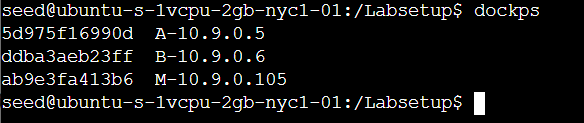 seed@ubuntu-s-1vcpu-2gb-nyc1-01:/Labsetup$ dockps
5d975f16990d  A-10.9.0.5
ddba3aeb23ff  B-10.9.0.6
ab9e3fa413b6  M-10.9.0.105
seed@ubuntu-s-1vcpu-2gb-nyc1-01:/Labsetup$